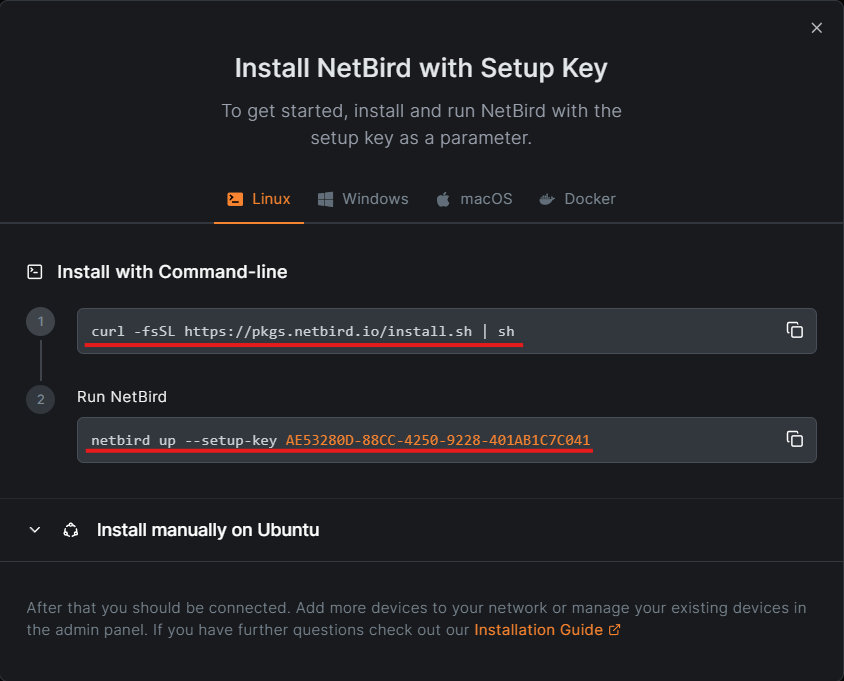 Install NetBird with Setup Key
To get started, install and run NetBird with the
setup key as a parameter.
Linux Windows macOS Docker
Install with Command-line
1
curl -fsSL https://pkgs.netbird.io/install.sh | sh
2
Run NetBird
netbird up --setup-key AE53280D-88CC-4250-9228-401AB1C7C041
Install manually on Ubuntu
After that you should be connected. Add more devices to your network or manage your existing devices in
the admin panel. If you have further questions check out our Installation Guide